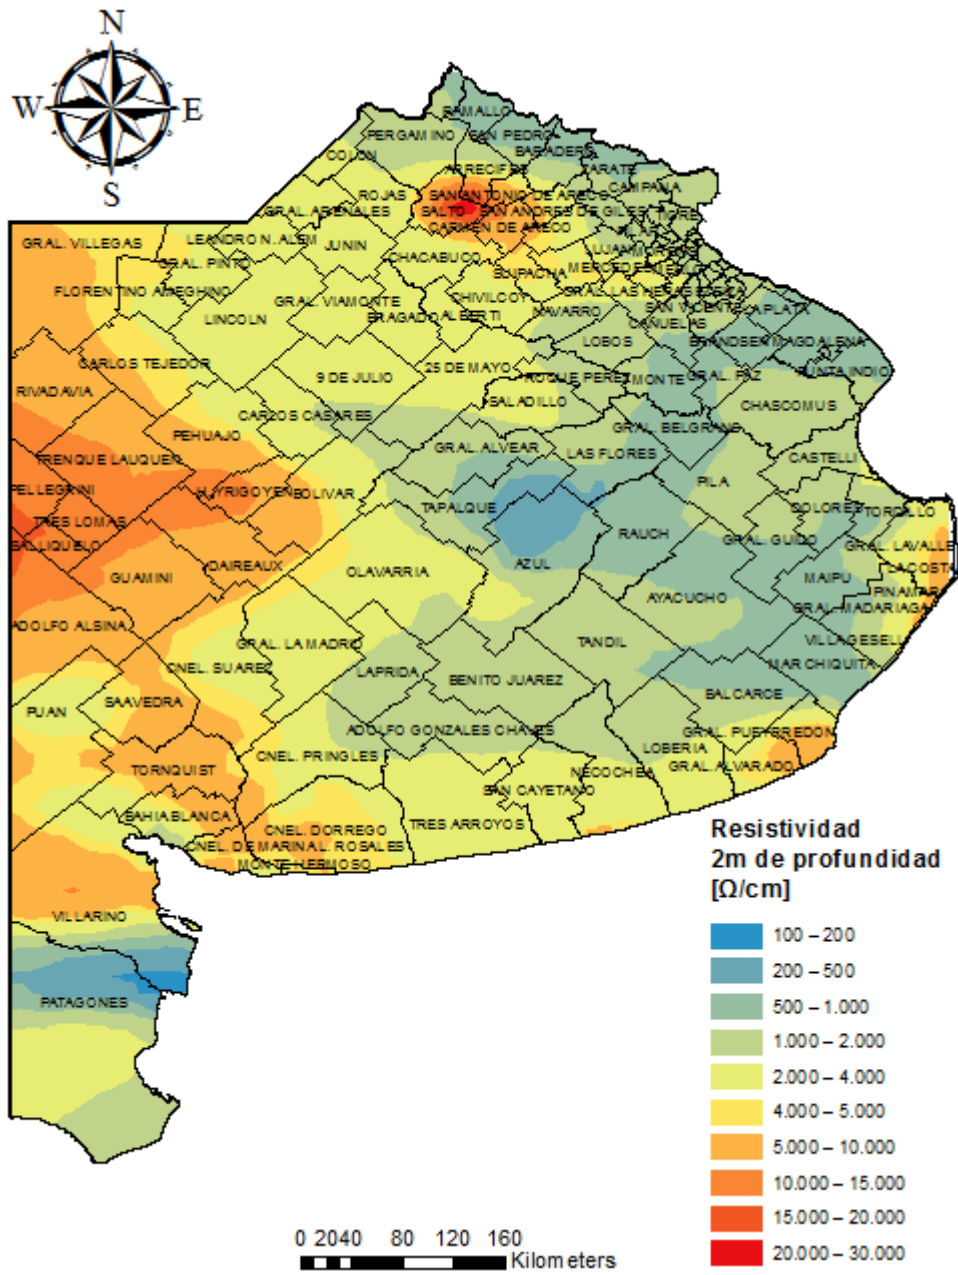 N
W E
S
RAMALLO
PERGAMINO SAN PEDRO
COLON BARADERO
ARRECIFES ZARATE
CAMPANA
ROJAS SAN ANTONIO DE ARECO
GRAL. ARENALES SALTO SAN ANDRES DE GILES TIGRE
CARMEN DE ARECO PILAR
GRAL. VILLEGAS LEANDRO N. ALEM JUNIN LUJAN
GRAL. PINTO CHACABUCO SUIPACHA MERCEDES
FLORENTINO AMEGHINO GRAL. VIAMONTE CHIVILCOY GRAL. LAS HERAS
LINCOLN BRAGADO ALBERTI NAVARRO SAN VICENTE LA PLATA
CAÑUELAS
LOBOS BRANDSEN MAGDALENA
CARLOS TEJEDOR 9 DE JULIO 25 DE MAYO ROQUE PEREZ MONTE GRAL. PAZ PUNTA INDIO
RIVADAVIA SALADILLO CHASCOMUS
CARLOS CASARES GRAL. BELGRANO
PEHUAJO GRAL. ALVEAR LAS FLORES CASTELLI
TRENQUE LAUQUEN
PELLEGRINI H. YRIGOYEN BOLIVAR PILA
TAPALQUE DOLORES TORDILLO
TRES LOMAS RAUCH GRAL. GUIDO
SALLIQUELO GRAL. LAVALLE
DAIREAUX OLAVARRIA AZUL LACOSTA
GUAMINI MAIPU PINAMAR
AYACUCHO GRAL. MADARIAGA
ADOLFO ALSINA GRAL. LA MADRID TANDIL VILLAGESELL
CNEL. SUAREZ LAPRIDA MAR CHIQUITA
BENITO JUAREZ BALCARCE
PUAN SAAVEDRA
ADOLFO GONZALES CHAVES GRAL. PUEYRREDON
CNEL. PRINGLES LOBERIA
TORNQUIST NECOCHEA GRAL. ALVARADO
SAN CAYETANO
BAHIA BLANCA CNEL. DORREGO TRES ARROYOS
CNEL. DE MARINA L. ROSALES
MONTE HERMOSO
VILLARINO
PATAGONES
Resistividad
2m de profundidad
[Ω/cm]
100 – 200
200 – 500
500 – 1.000
1.000 – 2.000
2.000 – 4.000
4.000 – 5.000
5.000 – 10.000
10.000 – 15.000
15.000 – 20.000
20.000 – 30.000
0 20 40 80 120 160
Kilometers